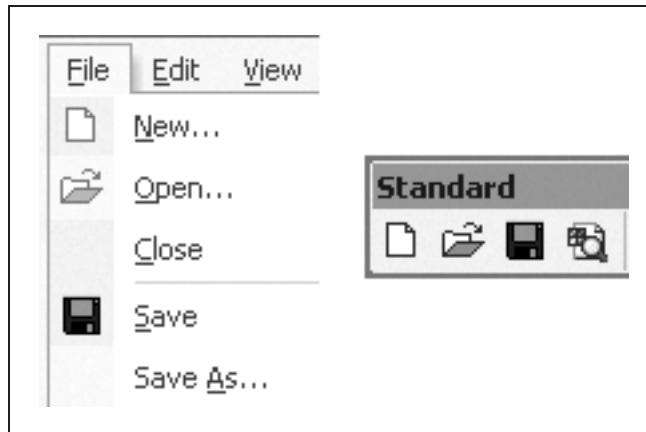 File Edit View
New...
Open...
Close
Save
Save As...
Standard